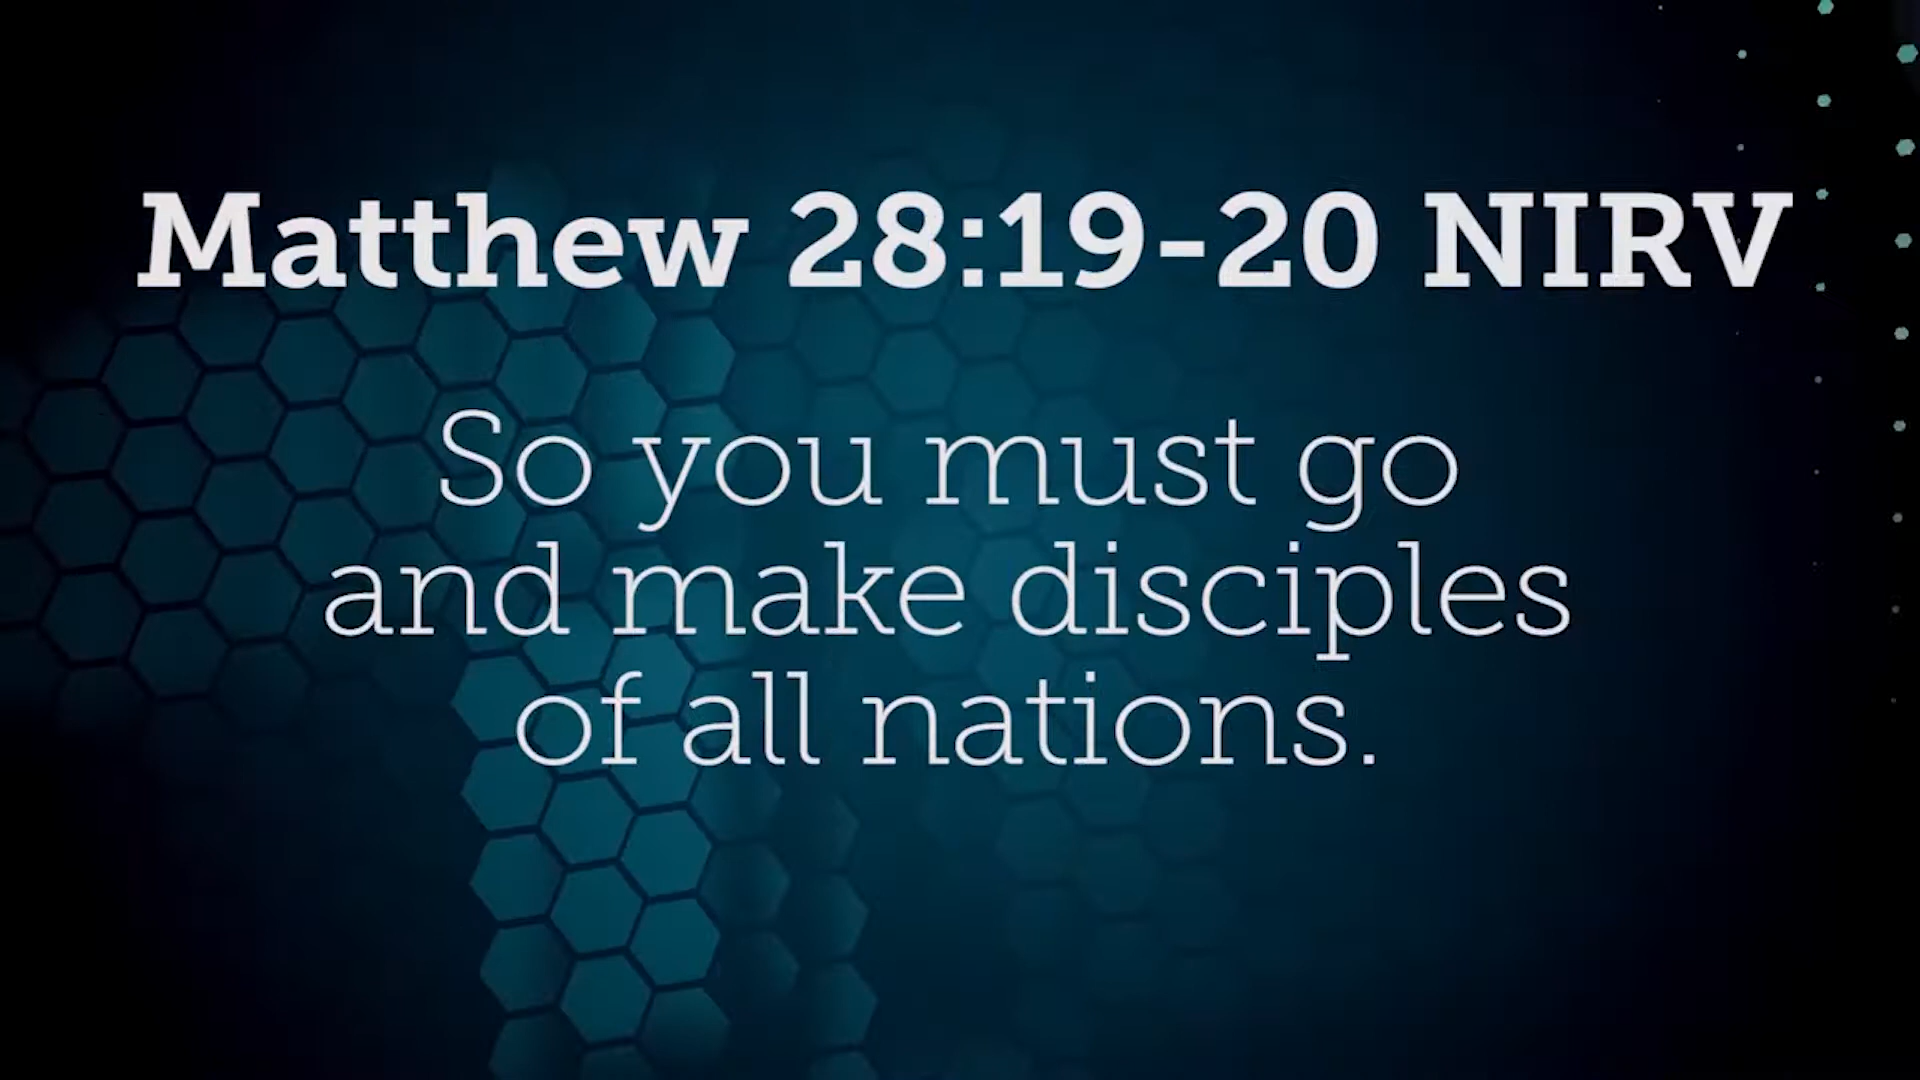 Matthew 28:19-20 NIRV
So you must go
and make disciples
of all nations.